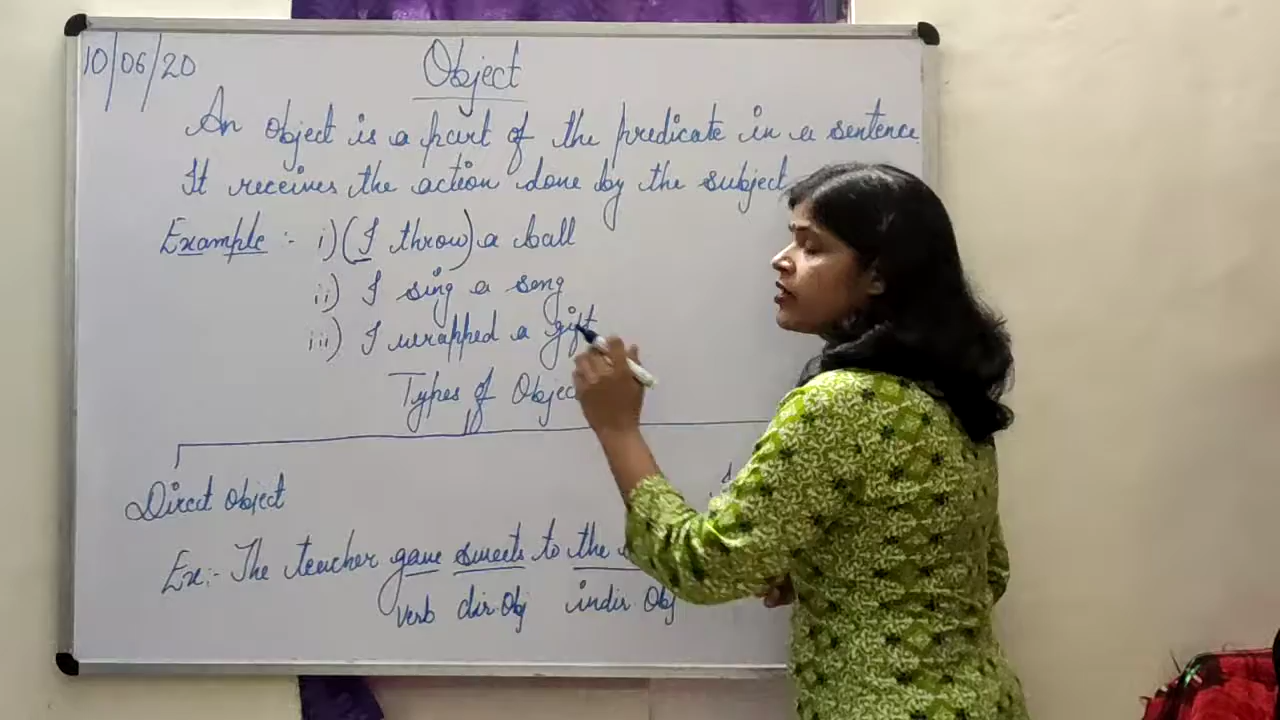 10/06/20
Object
An object is a part of the predicate in a sentence.
It receives the action done by the subject
Example :- i) (I throw) a ball
ii) I sing a song
iii) I wrapped a gift
Types of Objec
Direct object
Ex:- The teacher gave sweets to the
verb dir. Obj indir. Obj